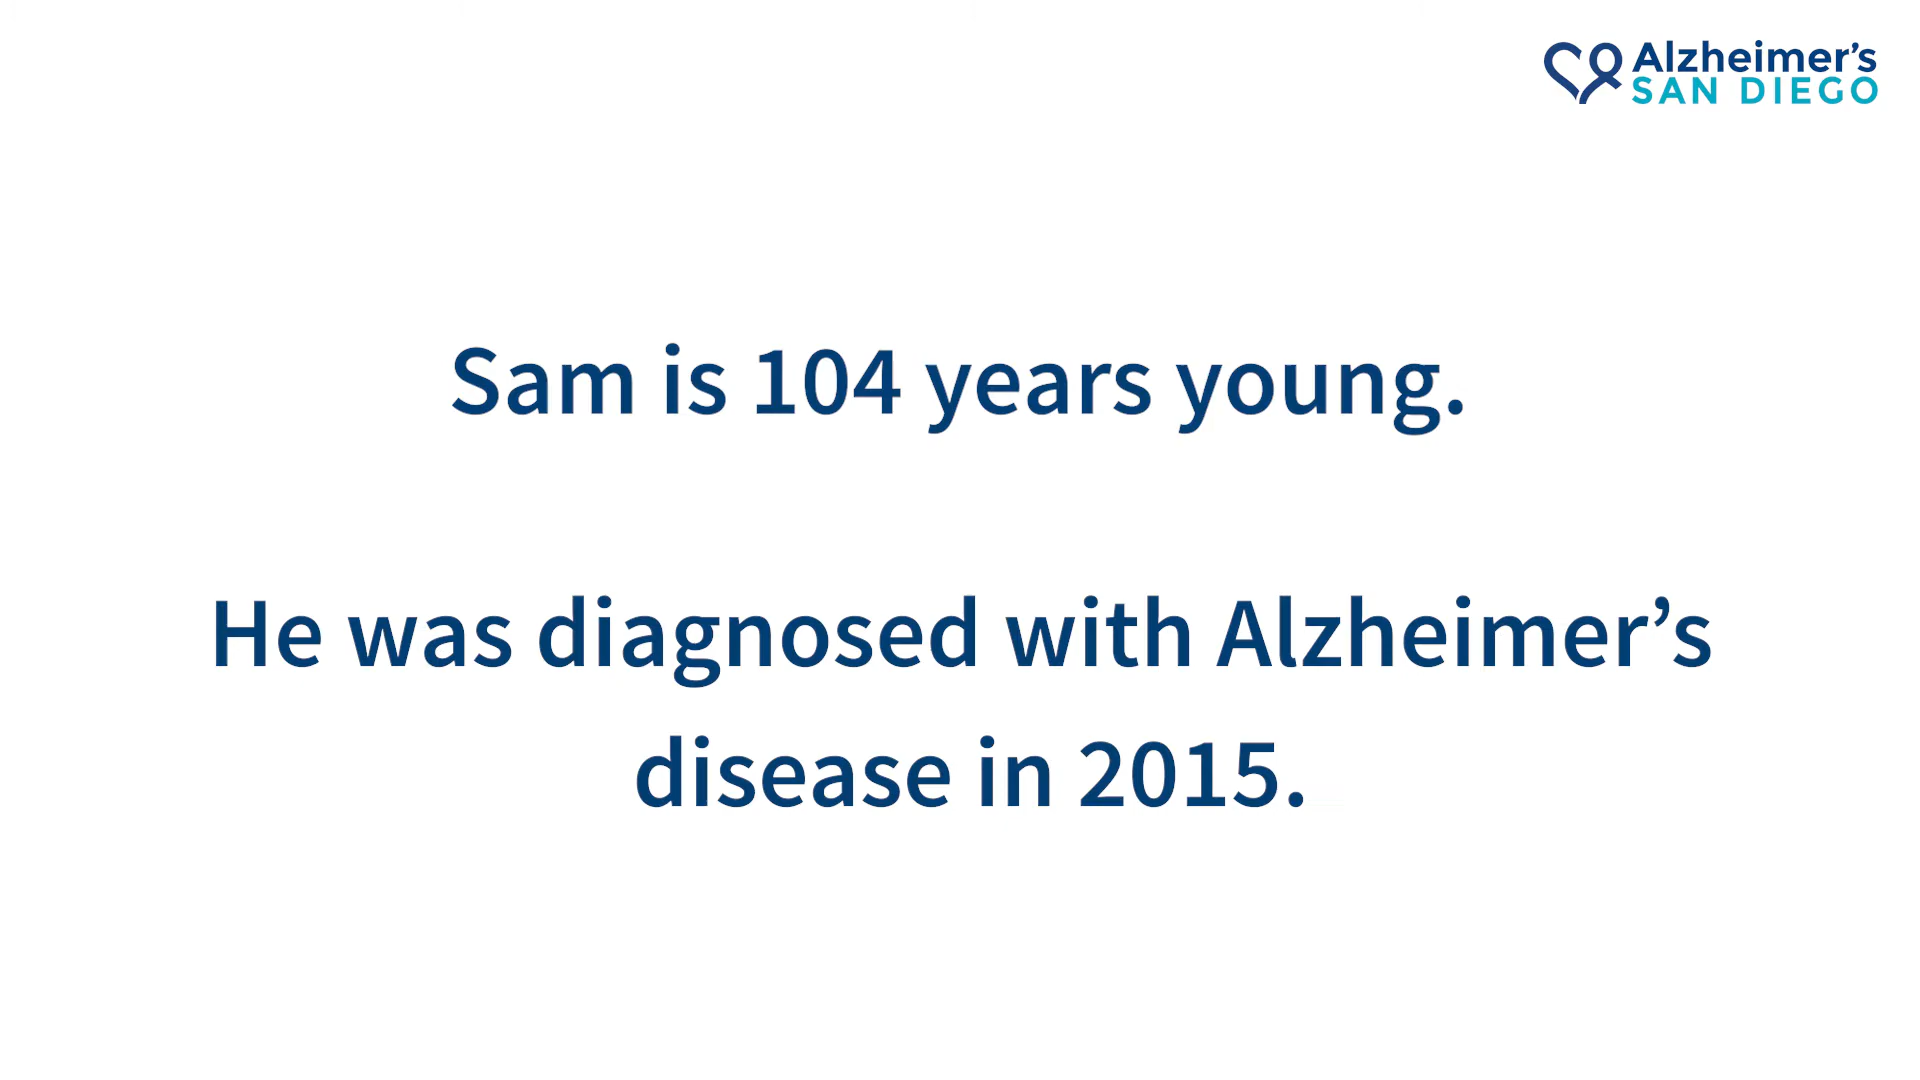 Alzheimer’s
SAN DIEGO
Sam is 104 years young.
He was diagnosed with Alzheimer’s
disease in 2015.